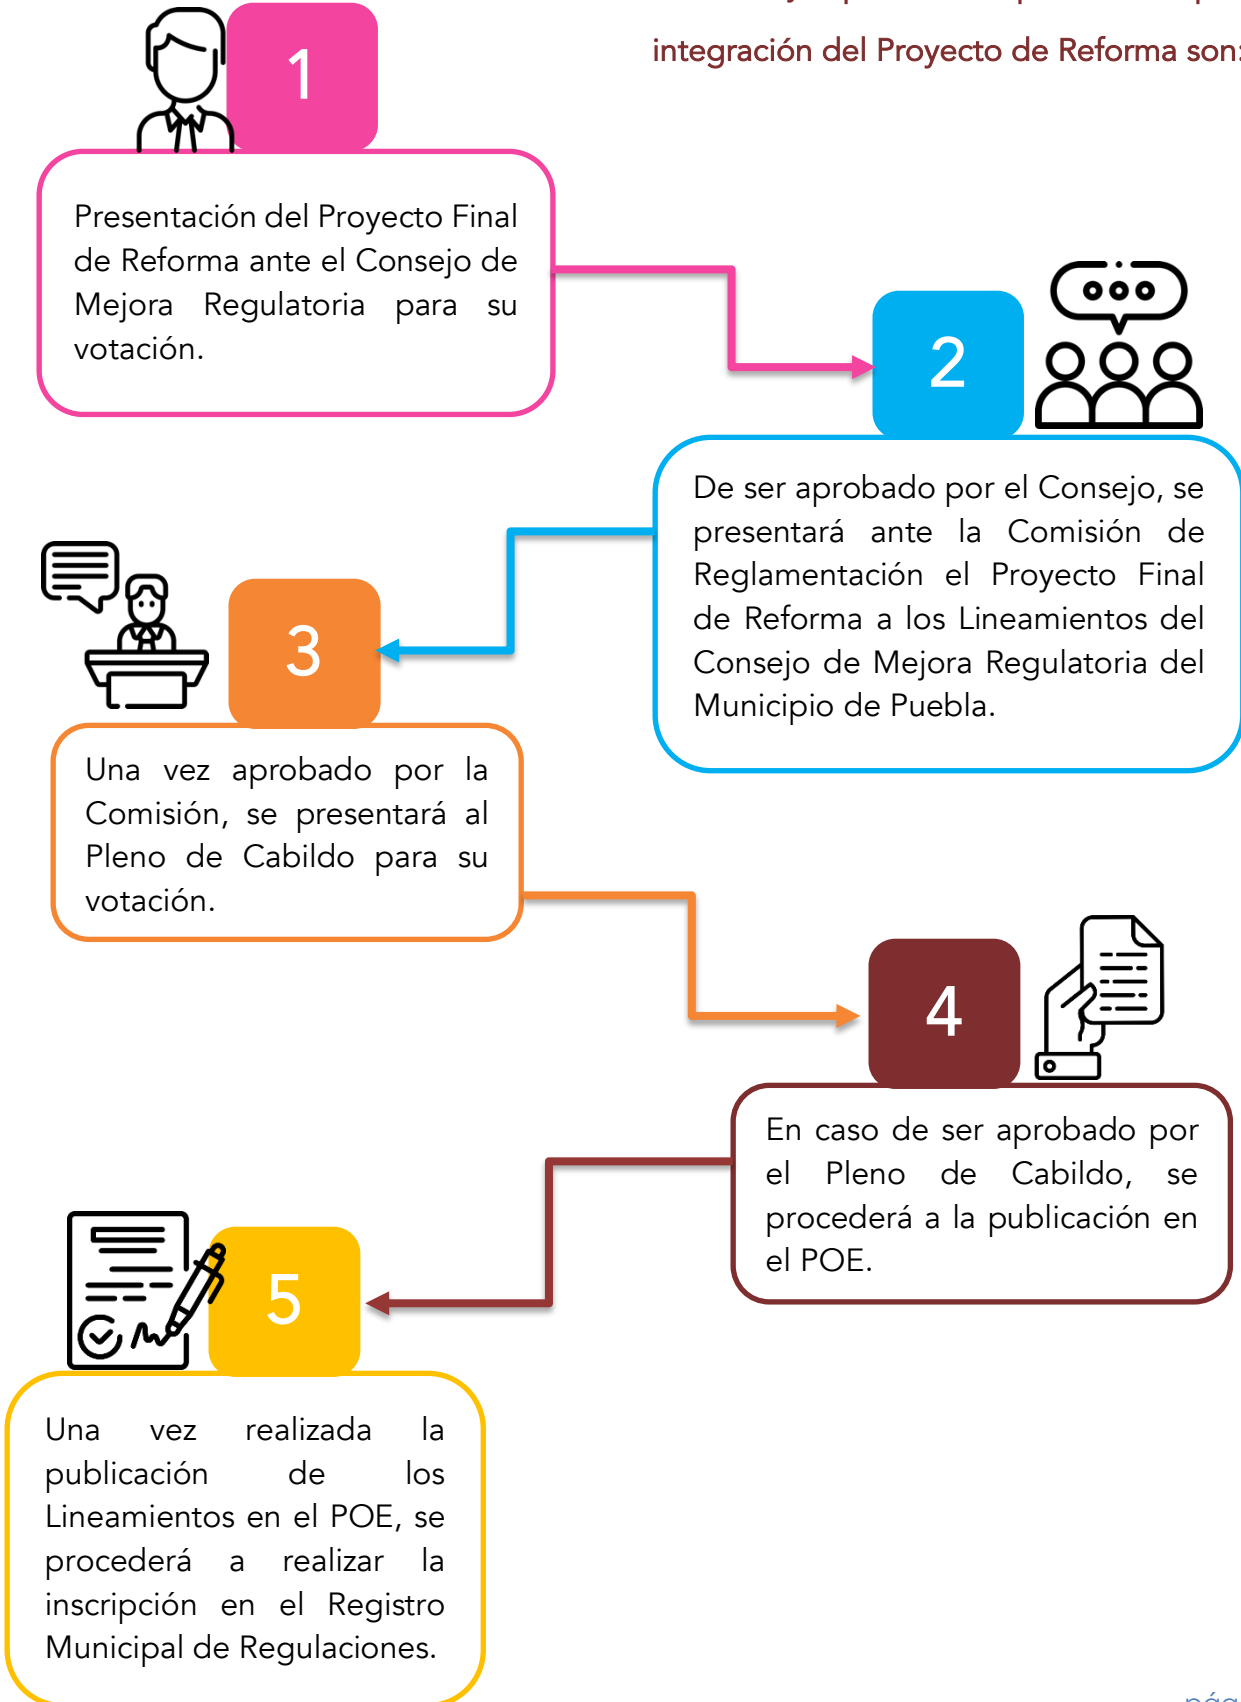 integración del Proyecto de Reforma son:
1
Presentación del Proyecto Final
de Reforma ante el Consejo de
Mejora Regulatoria para su
votación.
2
De ser aprobado por el Consejo, se
presentará ante la Comisión de
Reglamentación el Proyecto Final
de Reforma a los Lineamientos del
Consejo de Mejora Regulatoria del
Municipio de Puebla.
3
Una vez aprobado por la
Comisión, se presentará al
Pleno de Cabildo para su
votación.
4
En caso de ser aprobado por
el Pleno de Cabildo, se
procederá a la publicación en
el POE.
5
Una vez realizada la
publicación de los
Lineamientos en el POE, se
procederá a realizar la
inscripción en el Registro
Municipal de Regulaciones.